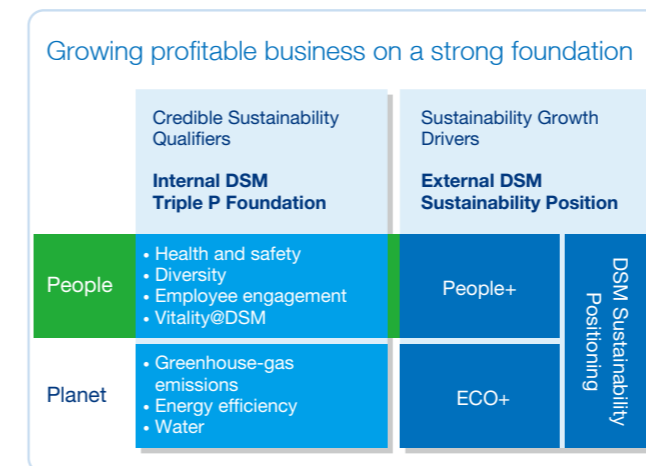 Growing profitable business on a strong foundation
Credible Sustainability
Qualifiers
Internal DSM
Triple P Foundation
Sustainability Growth
Drivers
External DSM
Sustainability Position
People
• Health and safety
• Diversity
• Employee engagement
• Vitality@DSM
People+
DSM Sustainability
Positioning
Planet
• Greenhouse-gas
emissions
• Energy efficiency
• Water
ECO+